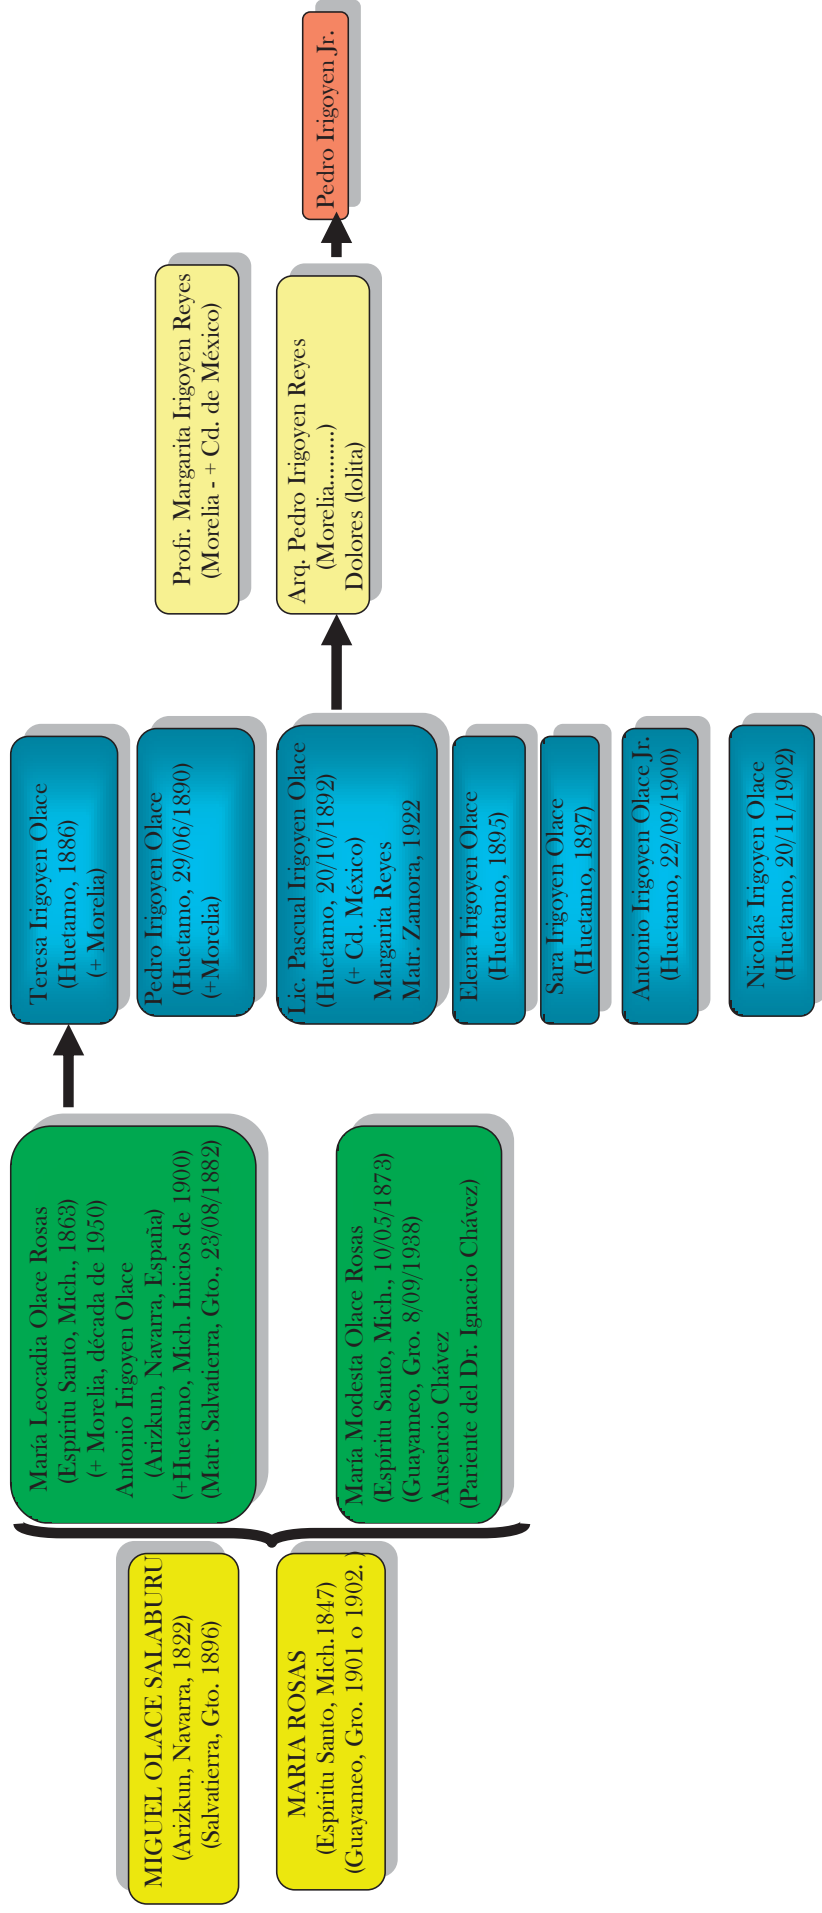 MIGUEL OLACE SALABURU
(Arizkun, Navarra, 1822)
(Salvatierra, Gto. 1896)
MARIA ROSAS
(Espíritu Santo, Mich.1847)
(Guayameo, Gro. 1901 o 1902. )
María Leocadia Olace Rosas
(Espíritu Santo, Mich., 1863)
(+ Morelia, década de 1950)
Antonio Irigoyen Olace
(Arizkun, Navarra, España)
(+Huetamo, Mich. Inicios de 1900)
(Matr. Salvatierra, Gto., 23/08/1882)
María Modesta Olace Rosas
(Espíritu Santo, Mich., 10/05/1873)
(Guayameo, Gro. 8/09/1938)
Ausencio Chávez
(Pariente del Dr. Ignacio Chávez)
Teresa Irigoyen Olace
(Huetamo, 1886)
(+ Morelia)
Pedro Irigoyen Olace
(Huetamo, 29/06/1890)
(+Morelia)
Lic. Pascual Irigoyen Olace
(Huetamo, 20/10/1892)
(+ Cd. México)
Margarita Reyes
Matr. Zamora, 1922
Elena Irigoyen Olace
(Huetamo, 1895)
Sara Irigoyen Olace
(Huetamo, 1897)
Antonio Irigoyen Olace Jr.
(Huetamo, 22/09/1900)
Nicolás Irigoyen Olace
(Huetamo, 20/11/1902)
Profr. Margarita Irigoyen Reyes
(Morelia - + Cd. de México)
Arq. Pedro Irigoyen Reyes
(Morelia........)
Dolores (lolita)
Pedro Irigoyen Jr.